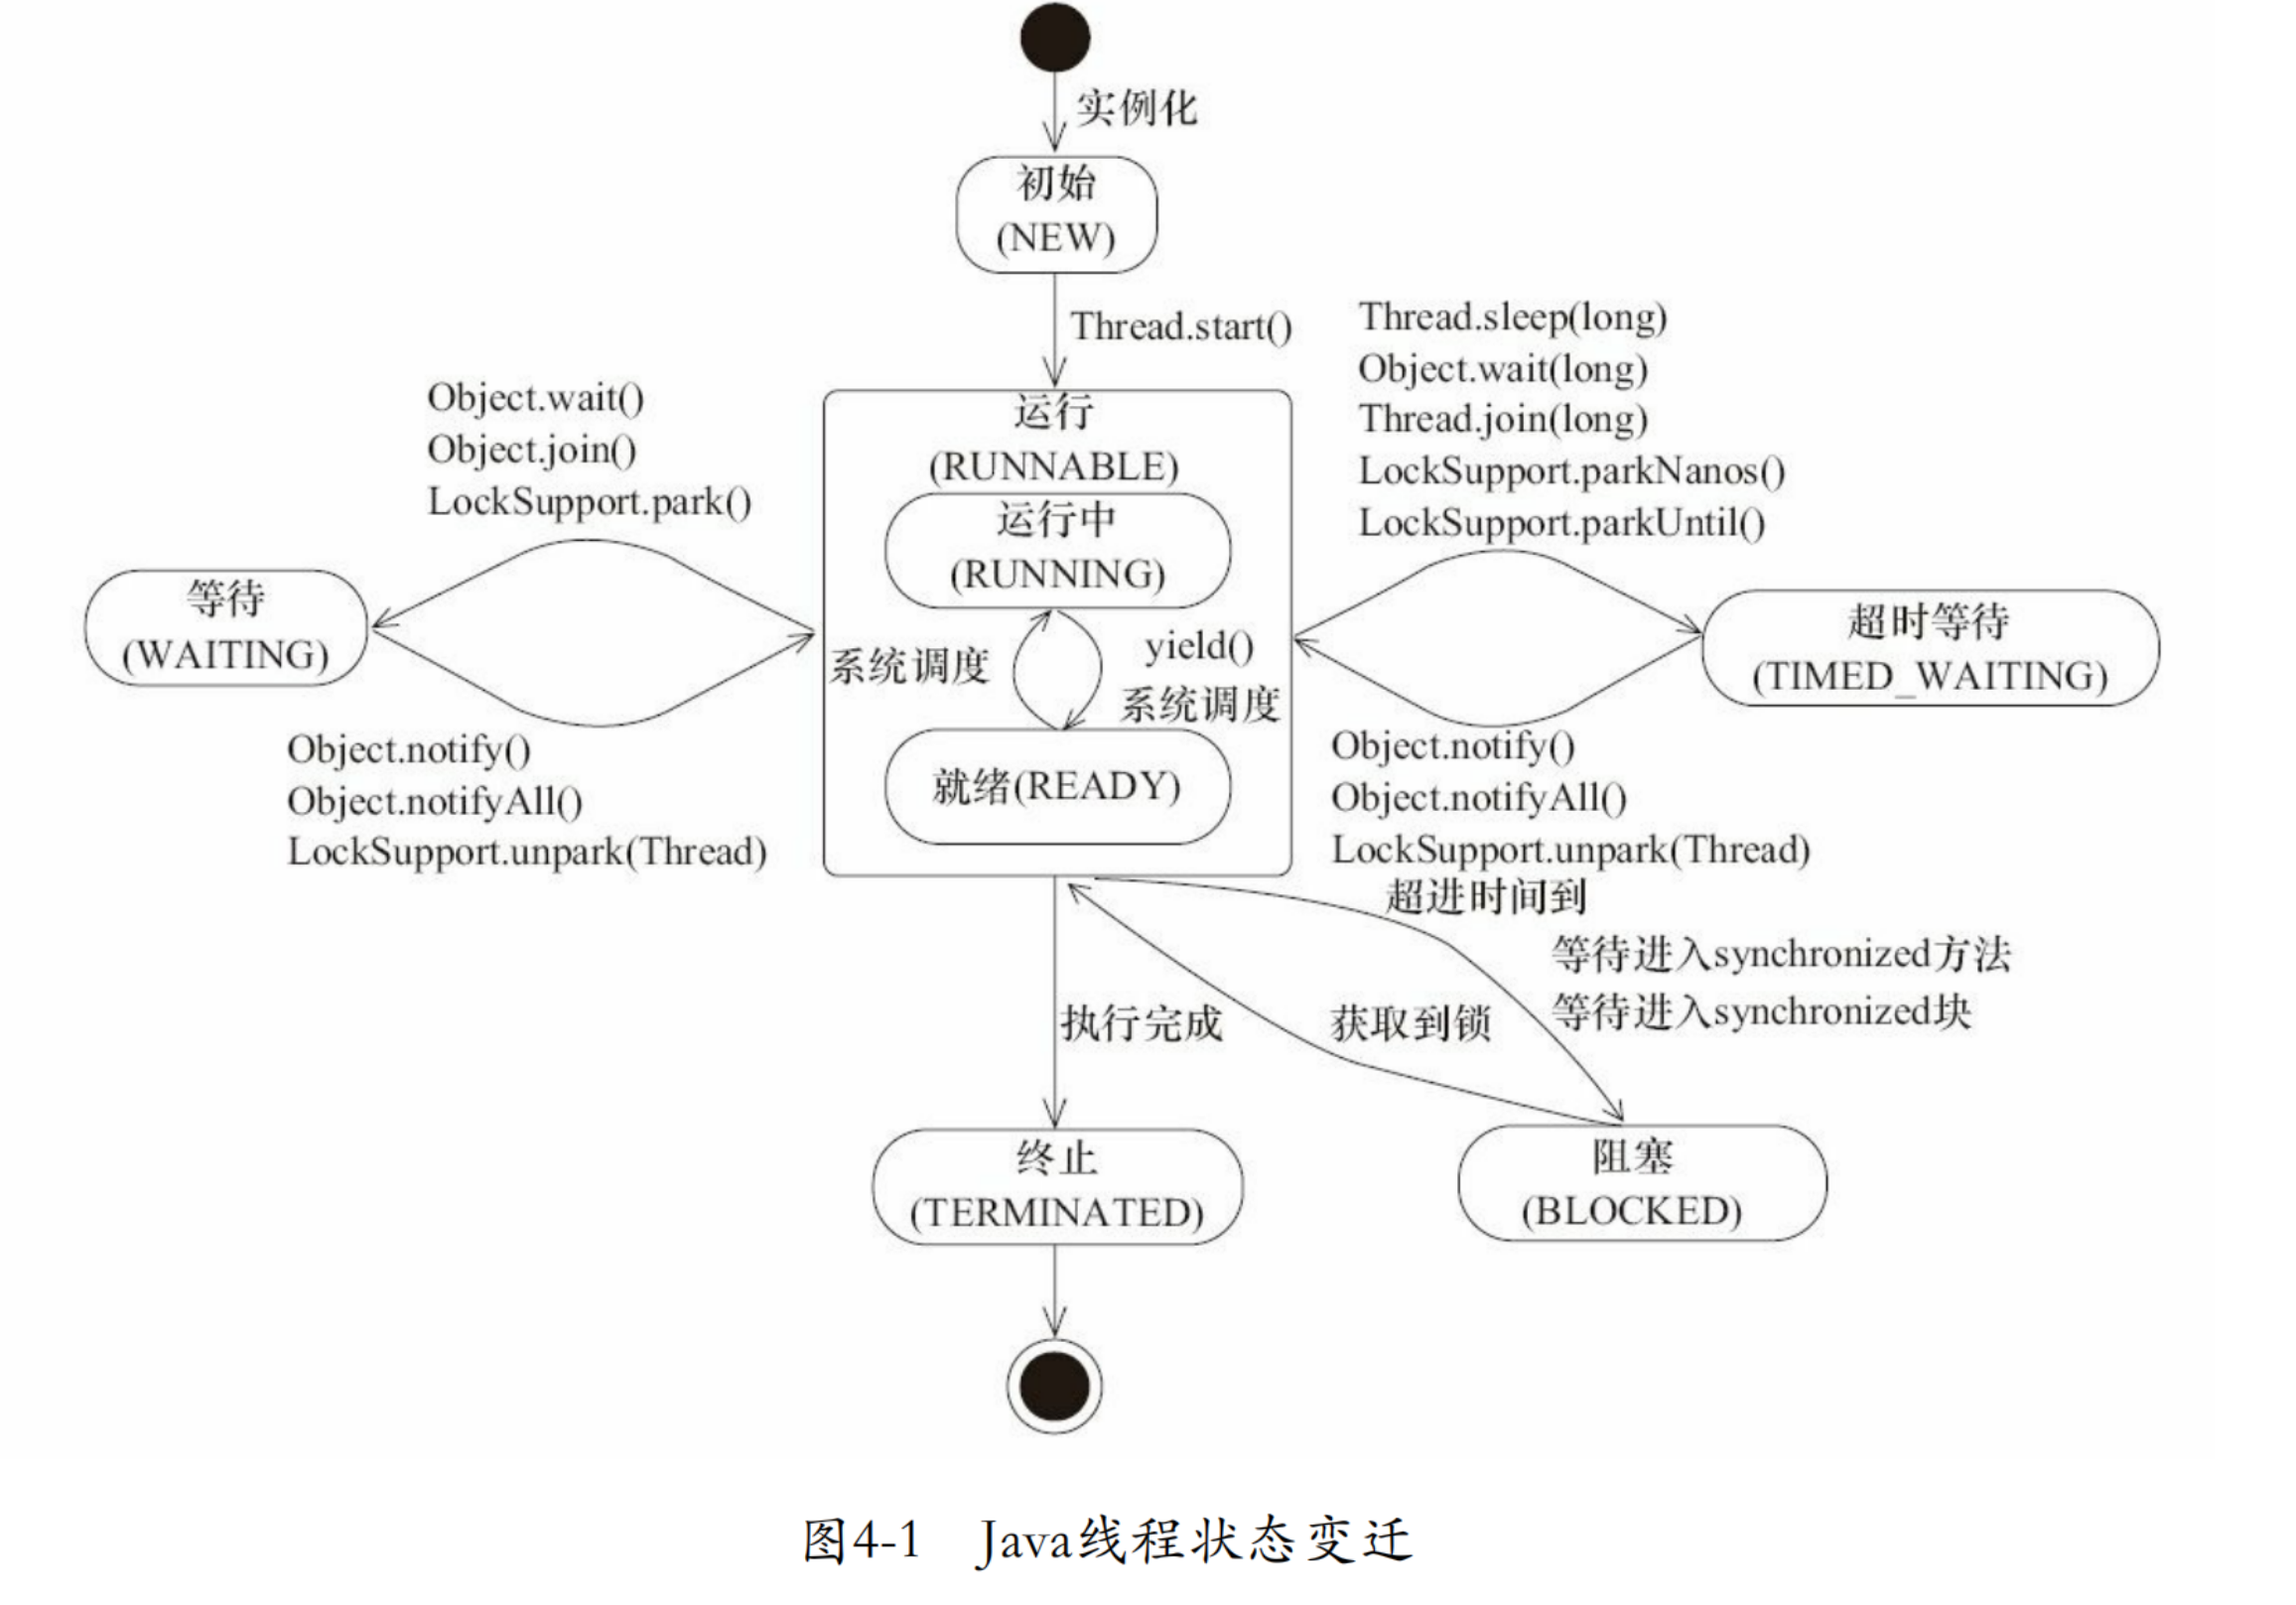 实例化
初始
(NEW)
Thread.start()
Object.wait()
Object.join()
LockSupport.park()
运行
(RUNNABLE)
运行中
(RUNNING)
系统调度
yield()
系统调度
就绪(READY)
Thread.sleep(long)
Object.wait(long)
Thread.join(long)
LockSupport.parkNanos()
LockSupport.parkUntil()
等待
(WAITING)
超时等待
(TIMED_WAITING)
Object.notify()
Object.notifyAll()
LockSupport.unpark(Thread)
Object.notify()
Object.notifyAll()
LockSupport.unpark(Thread)
超进时间到
等待进入synchronized方法
等待进入synchronized块
执行完成
获取到锁
终止
(TERMINATED)
阻塞
(BLOCKED)
图4-1 Java线程状态变迁